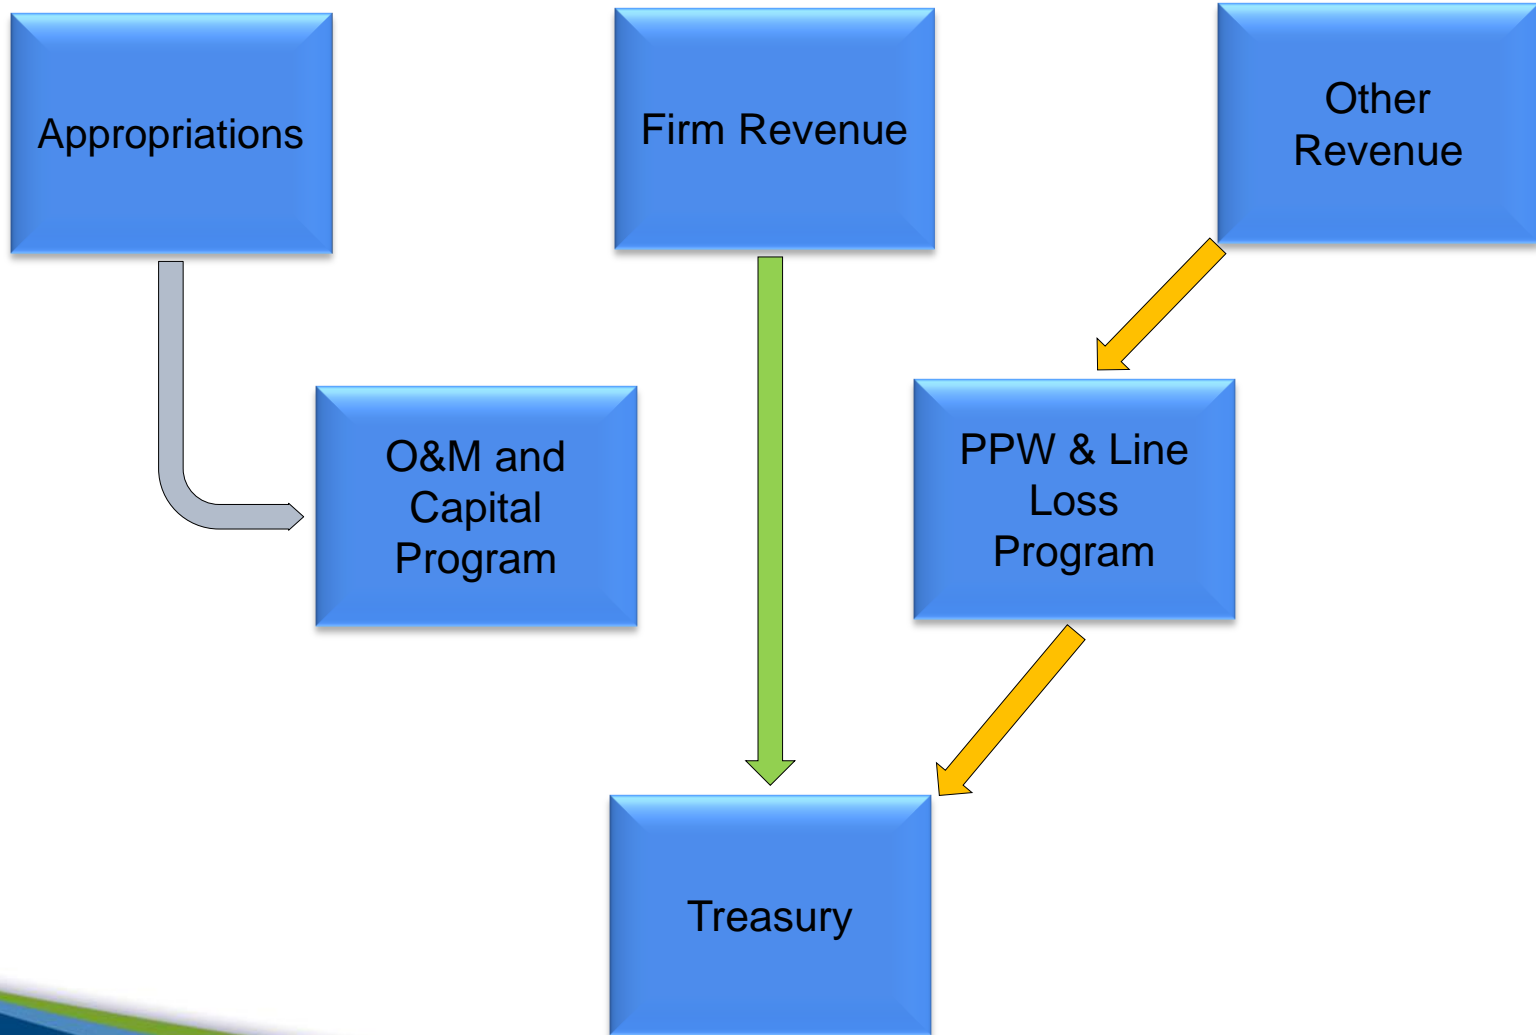 Appropriations
Firm Revenue
Other
Revenue
O&M and
Capital
Program
PPW & Line
Loss
Program
Treasury